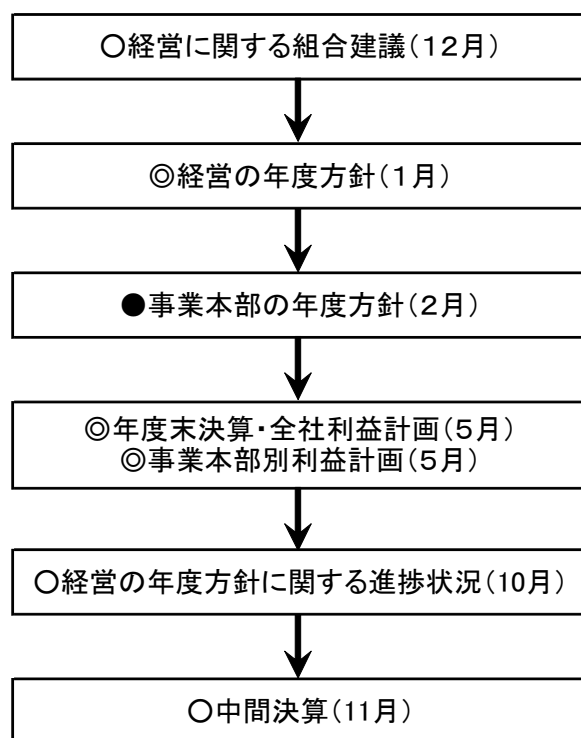 〇経営に関する組合建議（１２月）
◎経営の年度方針（１月）
●事業本部の年度方針（２月）
◎年度末決算・全社利益計画（５月）
◎事業本部別利益計画（５月）
〇経営の年度方針に関する進捗状況（10月）
〇中間決算（11月）